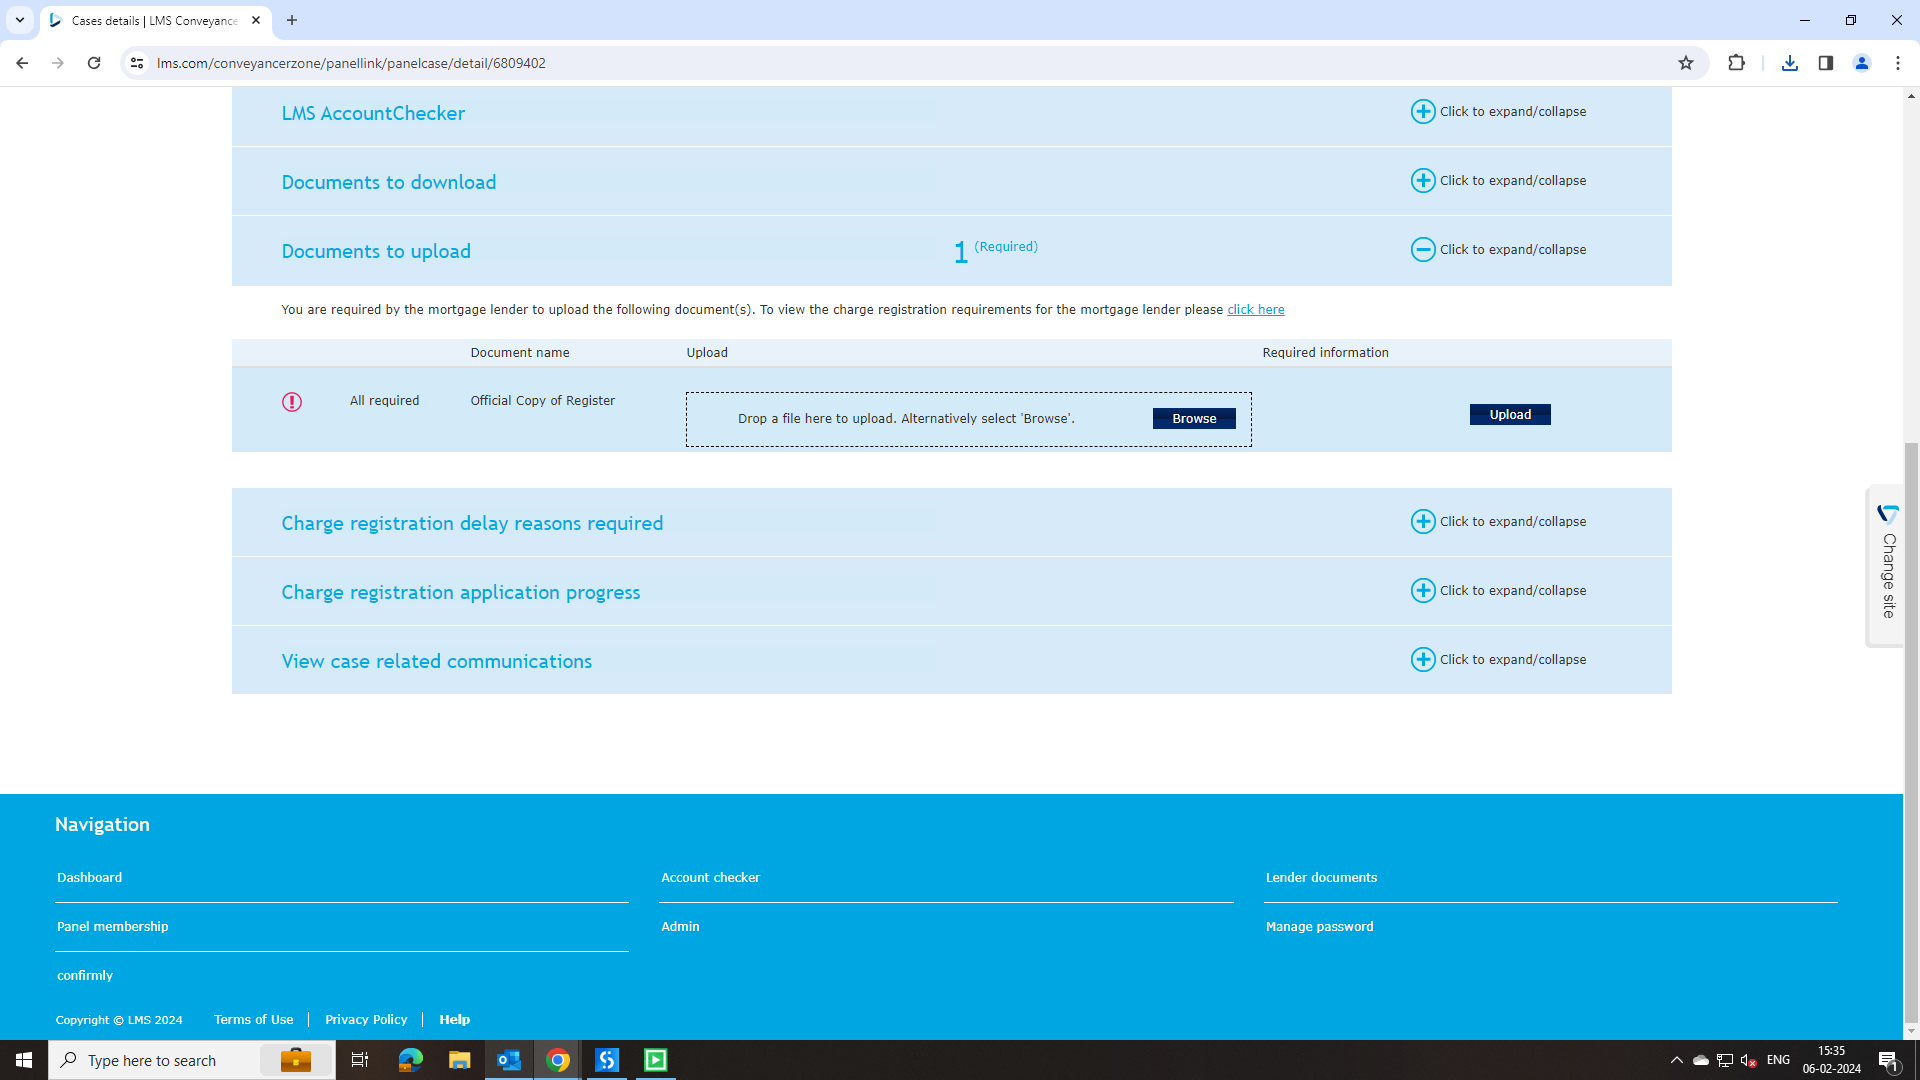 Cases details | LMS Conveyance
lms.com/conveyancerzone/panellink/panelcase/detail/6809402
LMS AccountChecker
Click to expand/collapse
Documents to download
Click to expand/collapse
Documents to upload
1 (Required)
Click to expand/collapse
You are required by the mortgage lender to upload the following document(s). To view the charge registration requirements for the mortgage lender please click here
Document name
Upload
Required information
All required
Official Copy of Register
Drop a file here to upload. Alternatively select 'Browse'.
Browse
Upload
Charge registration delay reasons required
Click to expand/collapse
Charge registration application progress
Click to expand/collapse
View case related communications
Click to expand/collapse
Change site
Navigation
Dashboard
Account checker
Lender documents
Panel membership
Admin
Manage password
confirmly
Copyright © LMS 2024
Terms of Use
Privacy Policy
Help
Type here to search
ENG
15:35
06-02-2024
1